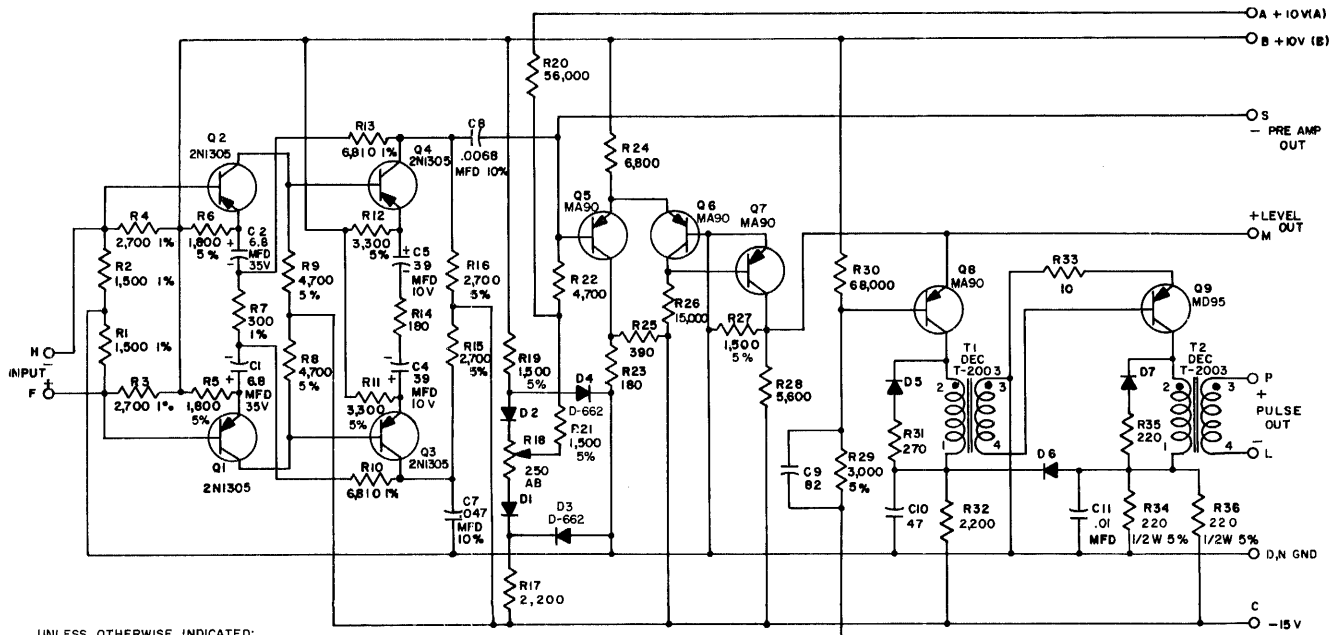 A + 10V(A)
B +10V (B)
R20
56,000
S
- PRE AMP
OUT
R13
6,810 1%
Q4
2N1305
C8
.0068
MFD 10%
R24
6,800
Q2
2N1305
Q5
MA90
Q6
MA90
Q7
MA90
+ LEVEL
OUT
M
R4
2,700 1%
R6
1,800
5%
C2
6.8
MFD
35V
+
-
R12
3,300
5%
+
-
C5
39
MFD
10V
R2
1,500
1%
R9
4,700
5%
R16
2,700
5%
R22
4,700
R26
15,000
R30
68,000
Q8
MA90
R33
10
Q9
MD95
R7
300
1%
R14
180
R1
1,500
1%
R25
390
R27
1,500
5%
H
-
INPUT
+
F
R8
4,700
5%
R15
2,700
5%
R19
1,500
5%
D4
D-662
R23
180
R28
5,600
T1
DEC
T-2003
T2
DEC
T-2003
C1
6.8
MFD
35V
-
+
C4
39
MFD
10V
-
+
R3
2,700 1%
R5
1,800
5%
R11
3,300
5%
D2
D5
2
3
D7
2
3
P
+
PULSE
OUT
-
L
R18
250
AB
R21
1,500
5%
R31
270
1
4
R35
220
1
4
Q1
2N1305
R10
6,810 1%
Q3
2N1305
C9
82
R29
3,000
5%
D6
C7
.047
MFD
10%
D1
D3
D-662
C10
47
R32
2,200
C11
.01
MFD
R34
220
1/2W 5%
R36
220
1/2W 5%
D,N GND
R17
2,200
C
-15V
UNLESS OTHERWISE INDICATED: